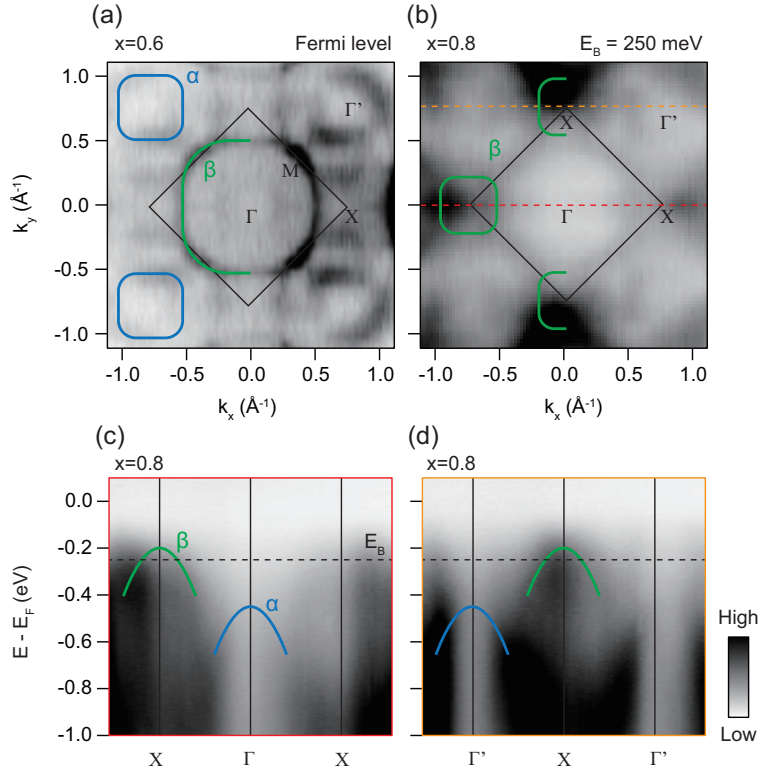 (a)
x=0.6 Fermi level
α
Γ'
β
M
Γ
X
1.0
0.5
0.0
-0.5
-1.0
k_y (Å⁻¹)
-1.0 -0.5 0.0 0.5 1.0
k_x (Å⁻¹)
(b)
x=0.8 E_B = 250 meV
X
Γ'
β
Γ
X
-1.0 -0.5 0.0 0.5 1.0
k_x (Å⁻¹)
(c)
x=0.8
β
E_B
α
0.0
-0.2
-0.4
-0.6
-0.8
-1.0
E - E_F (eV)
X Γ X
(d)
x=0.8
β
Γ' X Γ'
High
Low